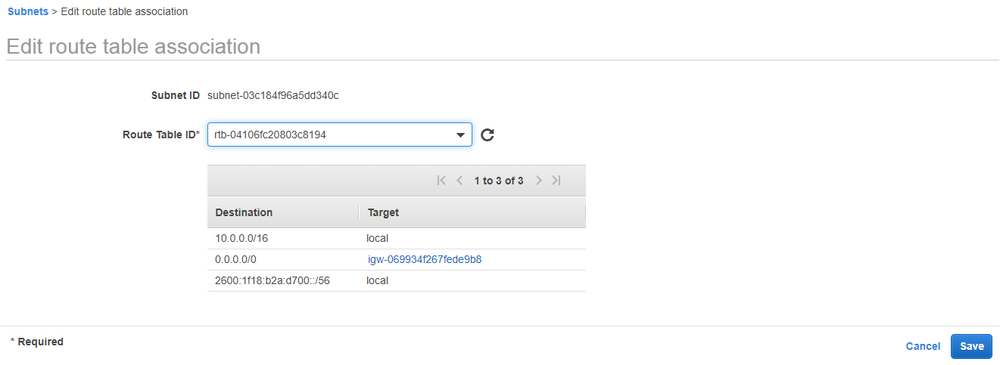 Subnets > Edit route table association
Edit route table association
Subnet ID subnet-03c184f96a5dd340c
Route Table ID* rtb-04106fc20803c8194
1 to 3 of 3
Destination Target
10.0.0.0/16 local
0.0.0.0/0 igw-069934f267fede9b8
2600:1f18:b2a:d700::/56 local
* Required
Cancel Save